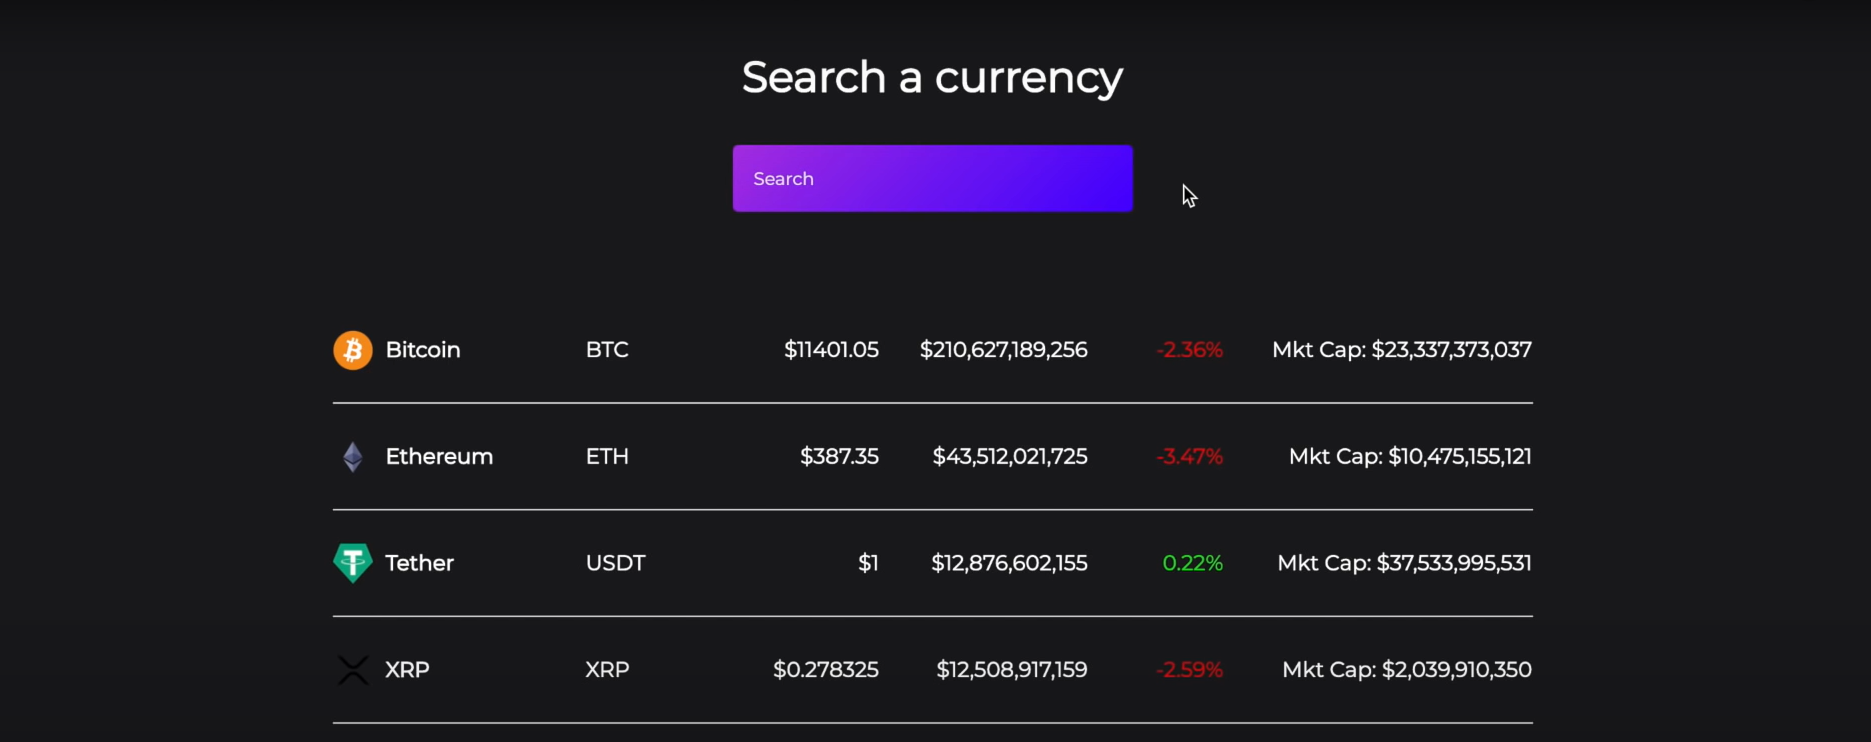 Search a currency
Search
Bitcoin BTC $11401.05 $210,627,189,256 -2.36% Mkt Cap: $23,337,373,037
Ethereum ETH $387.35 $43,512,021,725 -3.47% Mkt Cap: $10,475,155,121
Tether USDT $1 $12,876,602,155 0.22% Mkt Cap: $37,533,995,531
XRP XRP $0.278325 $12,508,917,159 -2.59% Mkt Cap: $2,039,910,350